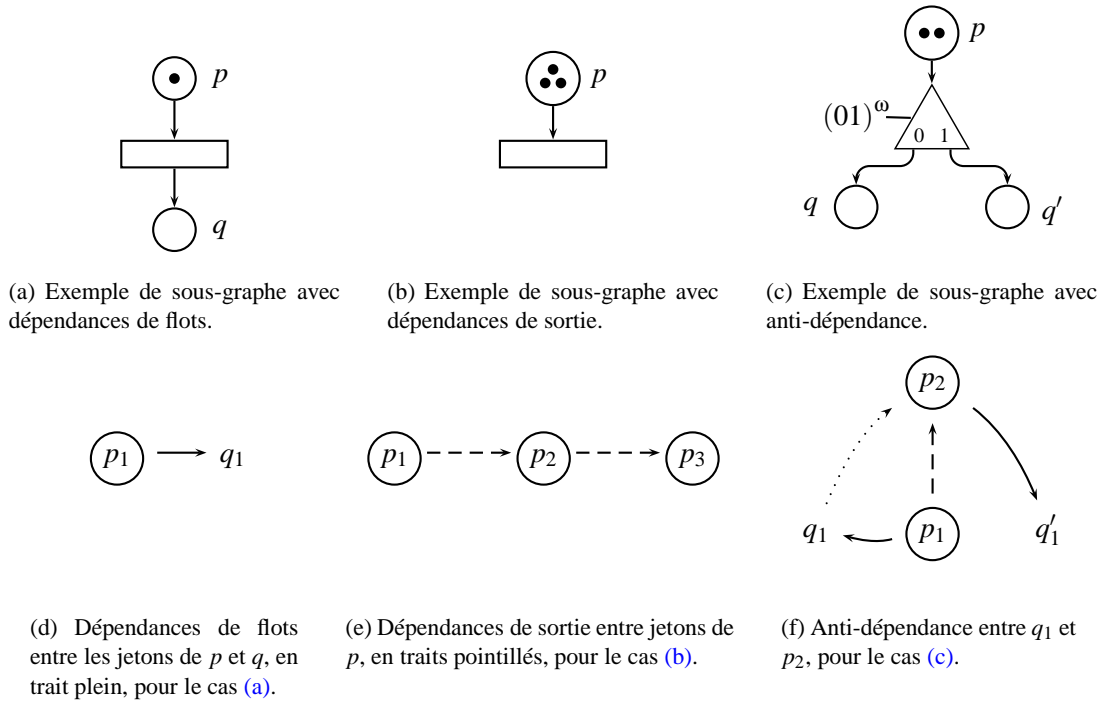 p
q
(a) Exemple de sous-graphe avec
dépendances de flots.
p
(b) Exemple de sous-graphe avec
dépendances de sortie.
p
(01)^ω
0 1
q
q′
(c) Exemple de sous-graphe avec
anti-dépendance.
p₁ q₁
(d) Dépendances de flots
entre les jetons de p et q, en
trait plein, pour le cas (a).
p₁ p₂ p₃
(e) Dépendances de sortie entre jetons de
p, en traits pointillés, pour le cas (b).
p₂
q₁ p₁ q′₁
(f) Anti-dépendance entre q₁ et
p₂, pour le cas (c).